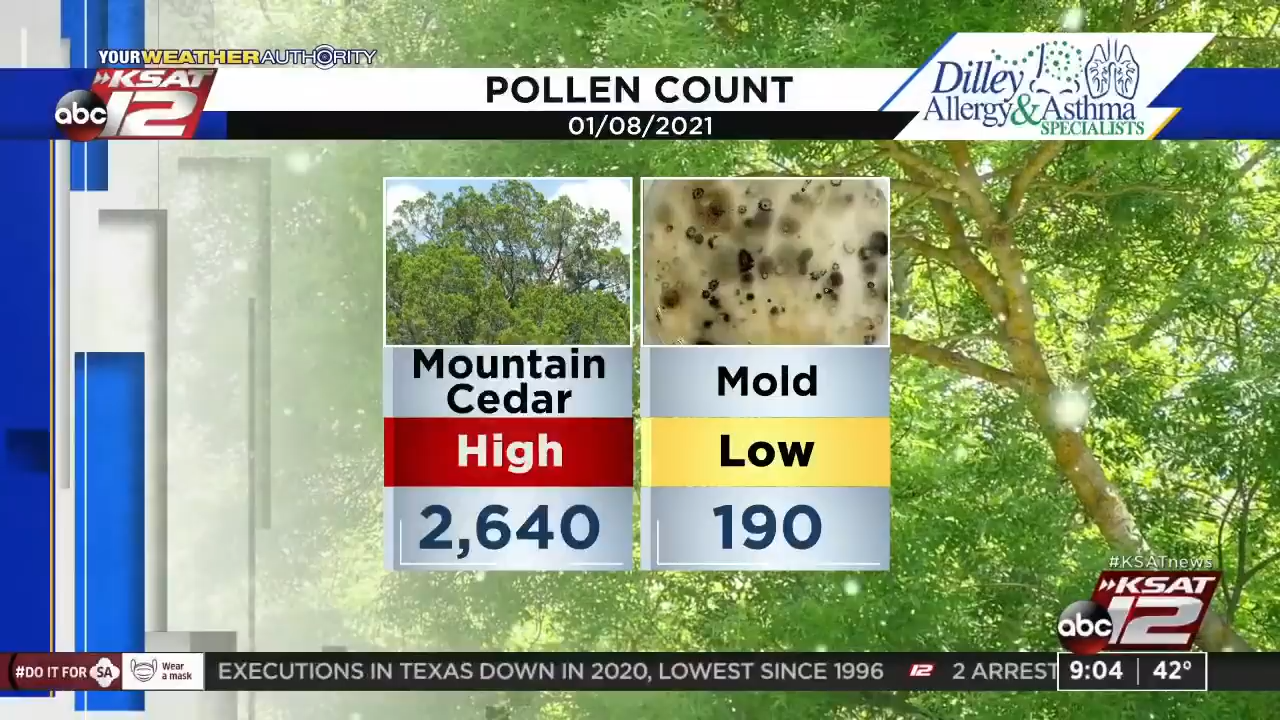 YOURWEATHERAUTHORITY
KSAT
abc 12
POLLEN COUNT
01/08/2021
Dilley
Allergy&Asthma
SPECIALISTS
Mountain
Cedar
High
2,640
Mold
Low
190
#KSATnews
KSAT
abc 12
#DO IT FOR SA
Wear
a mask
EXECUTIONS IN TEXAS DOWN IN 2020, LOWEST SINCE 1996 12 2 ARREST
9:04 42°